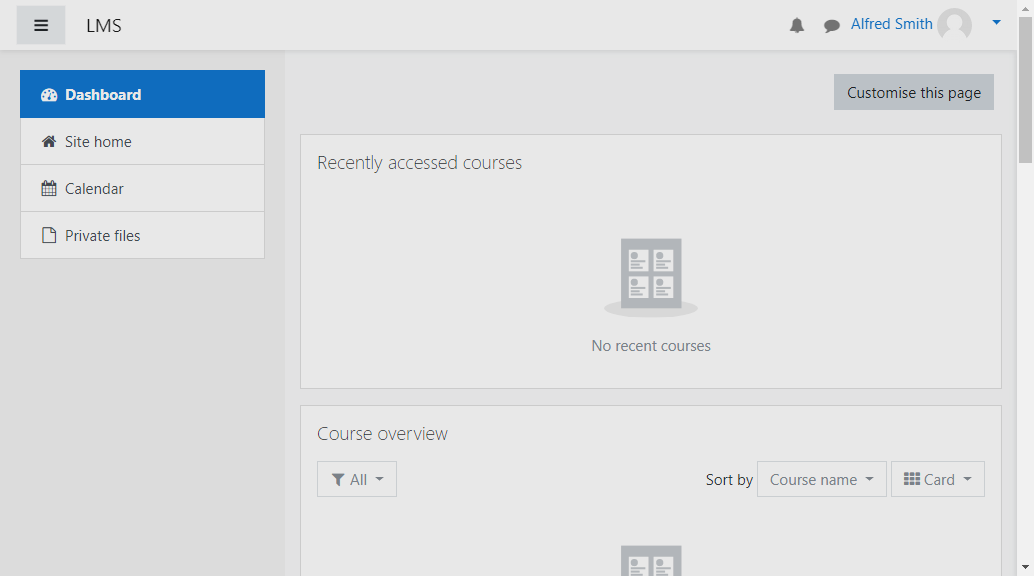 LMS
Alfred Smith
Dashboard
Site home
Calendar
Private files
Customise this page
Recently accessed courses
No recent courses
Course overview
All
Sort by
Course name
Card